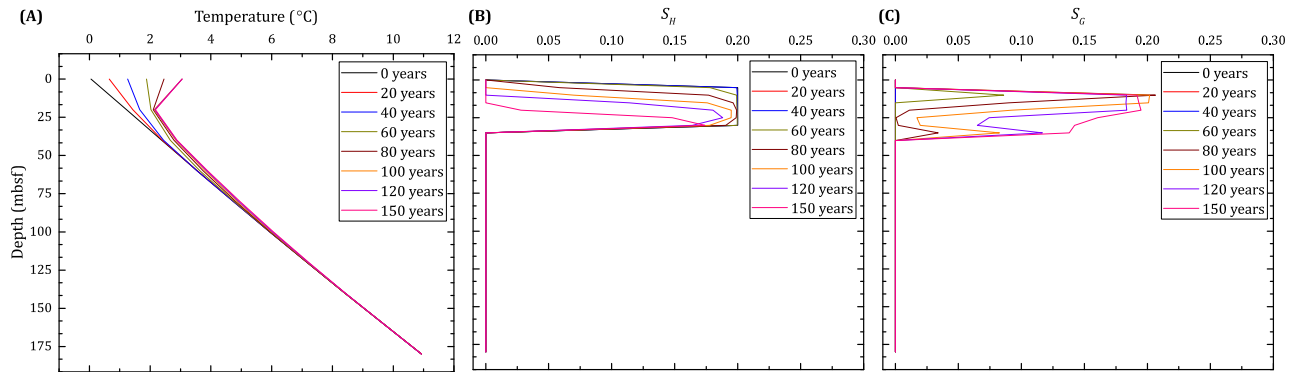 (A)
Temperature (°C)
0 2 4 6 8 10 12
Depth (mbsf)
0
25
50
75
100
125
150
175
0 years
20 years
40 years
60 years
80 years
100 years
120 years
150 years
(B)
S_H
0.00 0.05 0.10 0.15 0.20 0.25 0.30
0 years
20 years
40 years
60 years
80 years
100 years
120 years
150 years
(C)
S_G
0.00 0.05 0.10 0.15 0.20 0.25 0.30
0 years
20 years
40 years
60 years
80 years
100 years
120 years
150 years